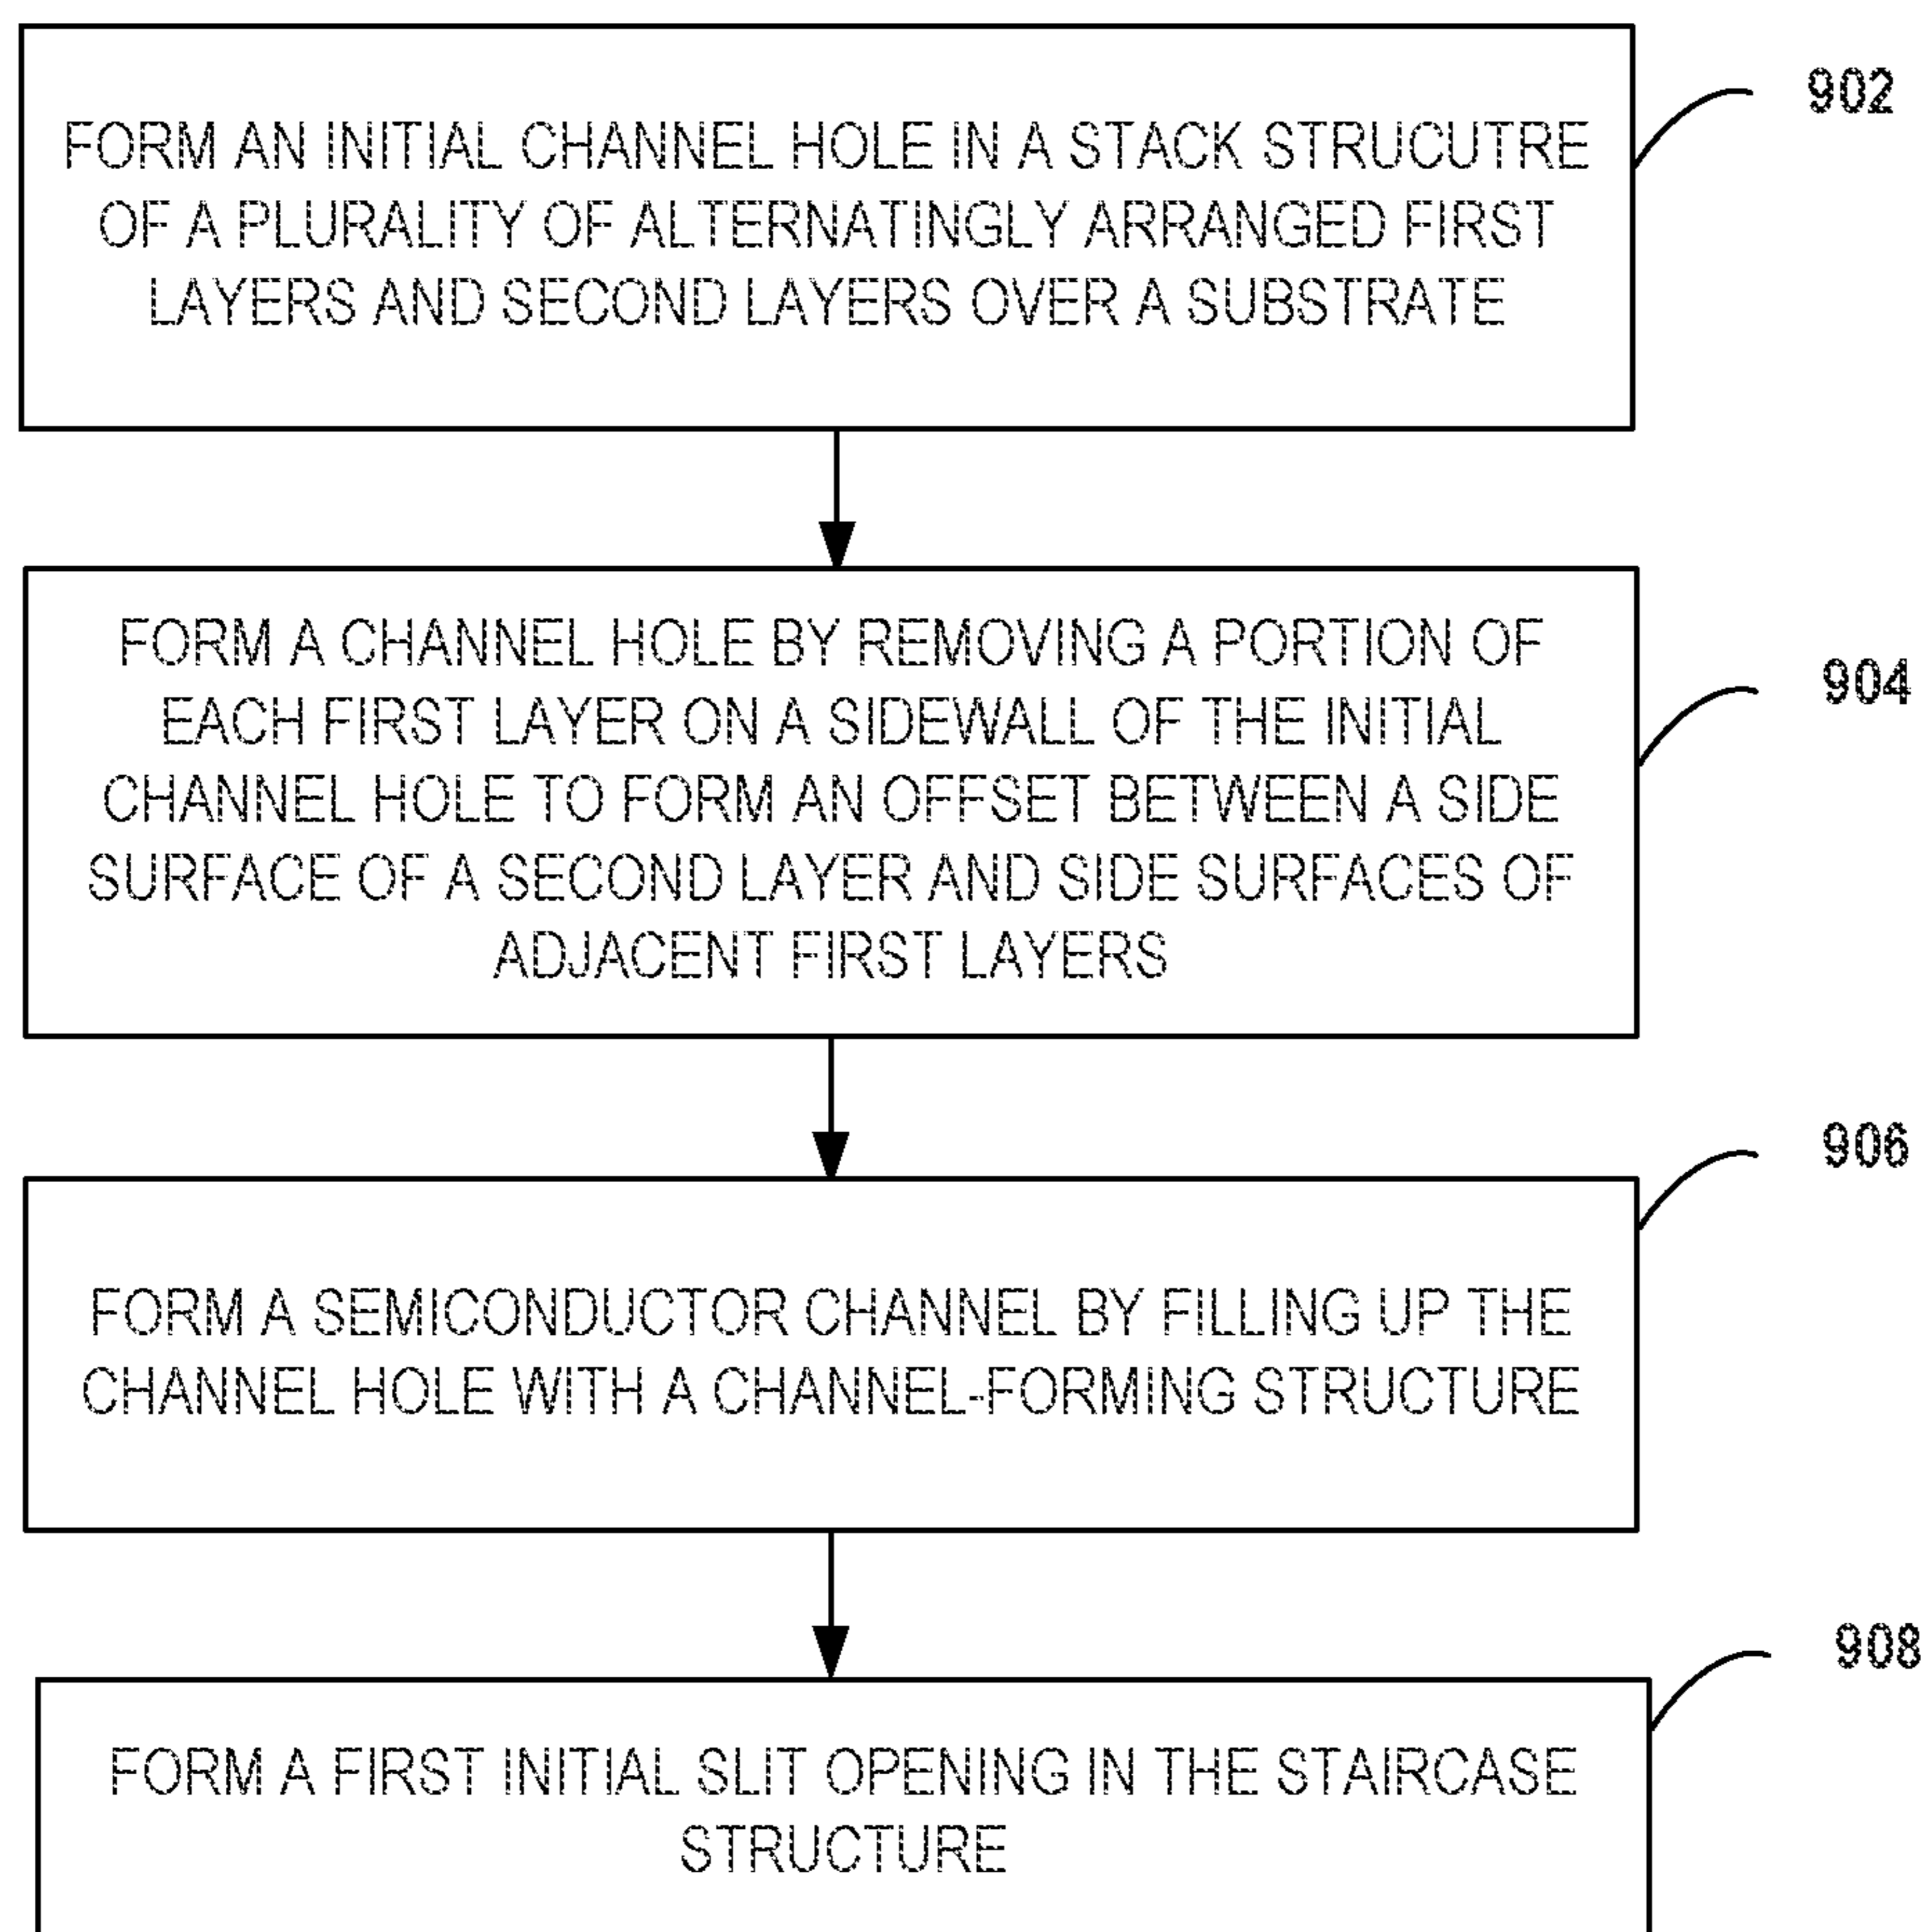 902
FORM AN INITIAL CHANNEL HOLE IN A STACK STRUCUTRE
OF A PLURALITY OF ALTERNATINGLY ARRANGED FIRST
LAYERS AND SECOND LAYERS OVER A SUBSTRATE
904
FORM A CHANNEL HOLE BY REMOVING A PORTION OF
EACH FIRST LAYER ON A SIDEWALL OF THE INITIAL
CHANNEL HOLE TO FORM AN OFFSET BETWEEN A SIDE
SURFACE OF A SECOND LAYER AND SIDE SURFACES OF
ADJACENT FIRST LAYERS
906
FORM A SEMICONDUCTOR CHANNEL BY FILLING UP THE
CHANNEL HOLE WITH A CHANNEL-FORMING STRUCTURE
908
FORM A FIRST INITIAL SLIT OPENING IN THE STAIRCASE
STRUCTURE